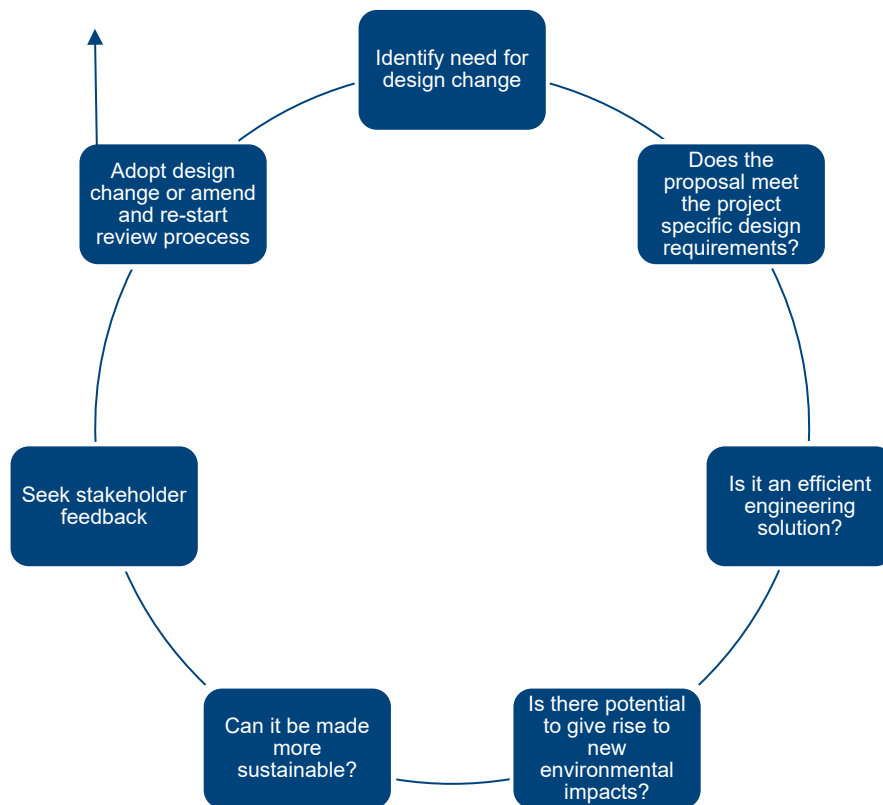 Identify need for
design change
Does the
proposal meet
the project
specific design
requirements?
Is it an efficient
engineering
solution?
Is there potential
to give rise to
new
environmental
impacts?
Can it be made
more
sustainable?
Seek stakeholder
feedback
Adopt design
change or amend
and re-start
review proecess